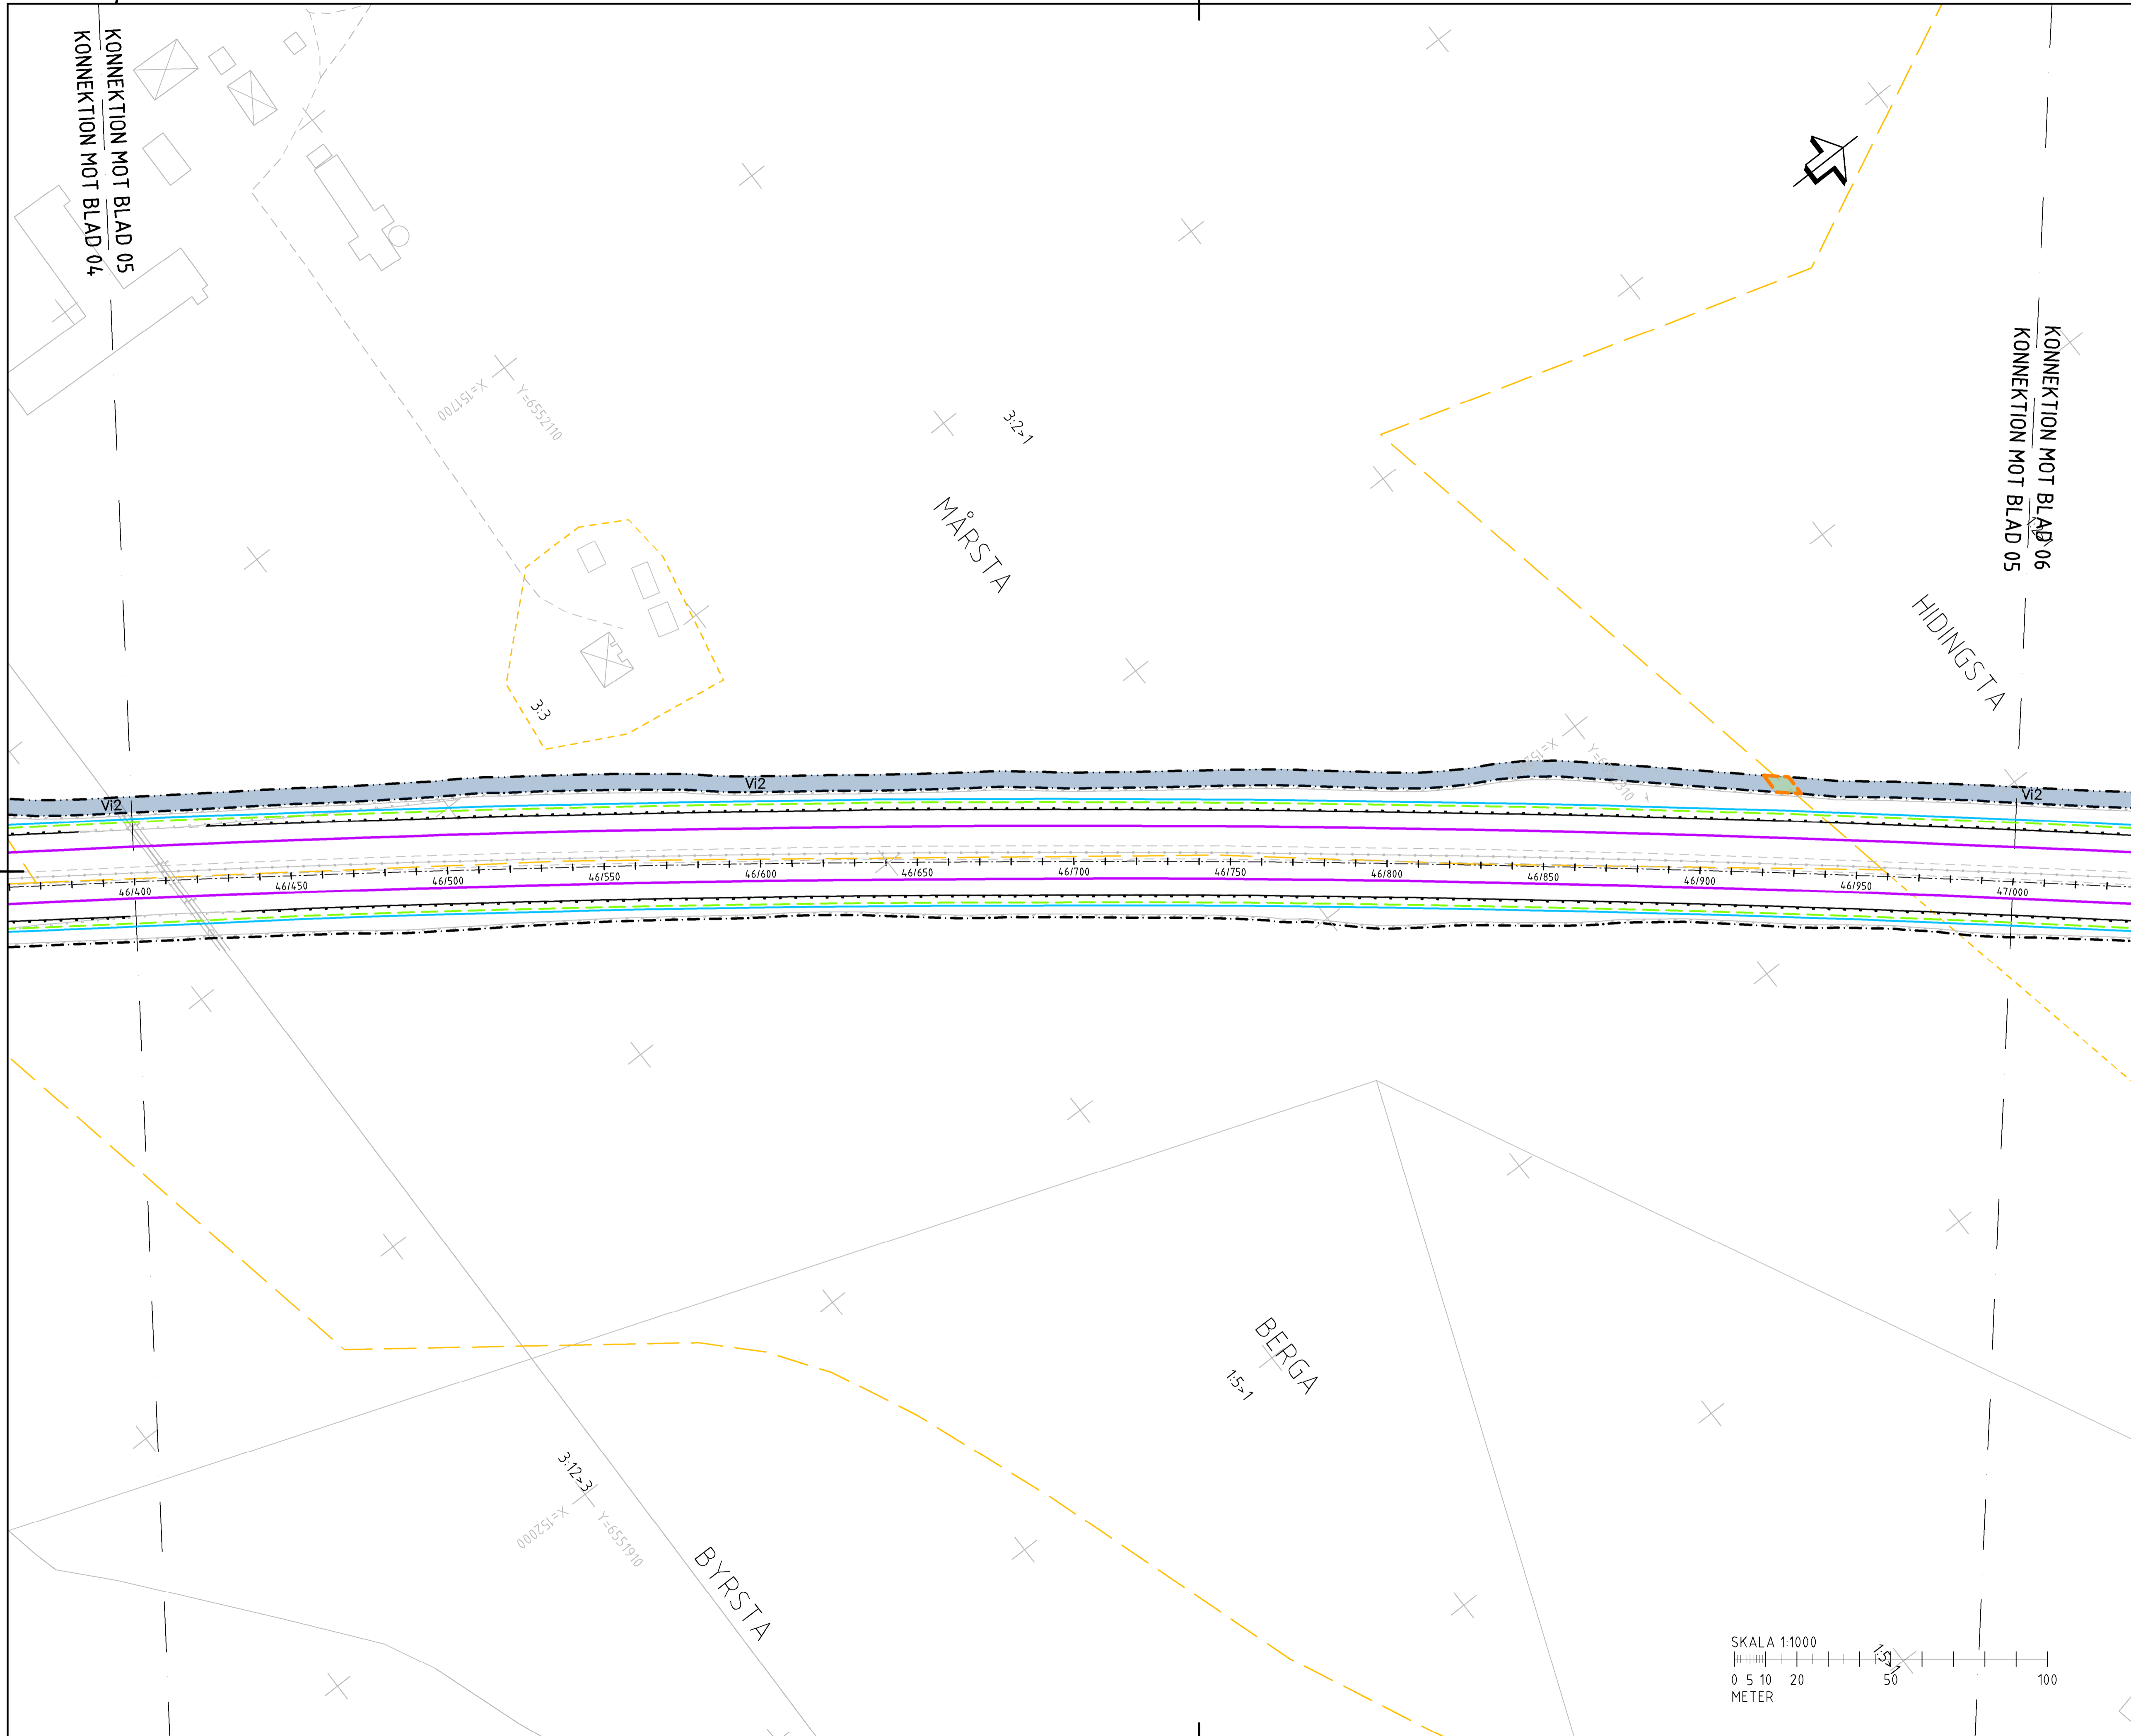 KONNEKTION MOT BLAD 05
KONNEKTION MOT BLAD 04
KONNEKTION MOT BLAD 06
KONNEKTION MOT BLAD 05
X=151700
Y=6552110
3:2>1
MÅRSTA
HIDINGSTA
3:3
Vi2
Vi2
Vi2
46/400
46/450
46/500
46/550
46/600
46/650
46/700
46/750
46/800
46/850
46/900
46/950
47/000
BERGA
1:5>1
3:12>3
X=152000
Y=6551910
BYRSTA
SKALA 1:1000
1:5>1
0 5 10 20 50 100
METER